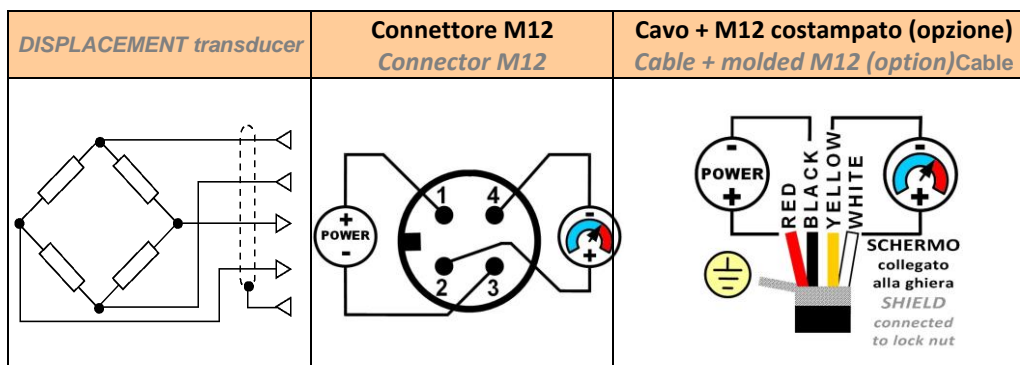 DISPLACEMENT transducer
Connettore M12
Connector M12
Cavo + M12 costampato (opzione)
Cable + molded M12 (option)Cable
+
POWER
-
1
4
2
3
-
+
-
POWER
+
RED
BLACK
YELLOW
WHITE
-
+
SCHERMO
collegato
alla ghiera
SHIELD
connected
to lock nut